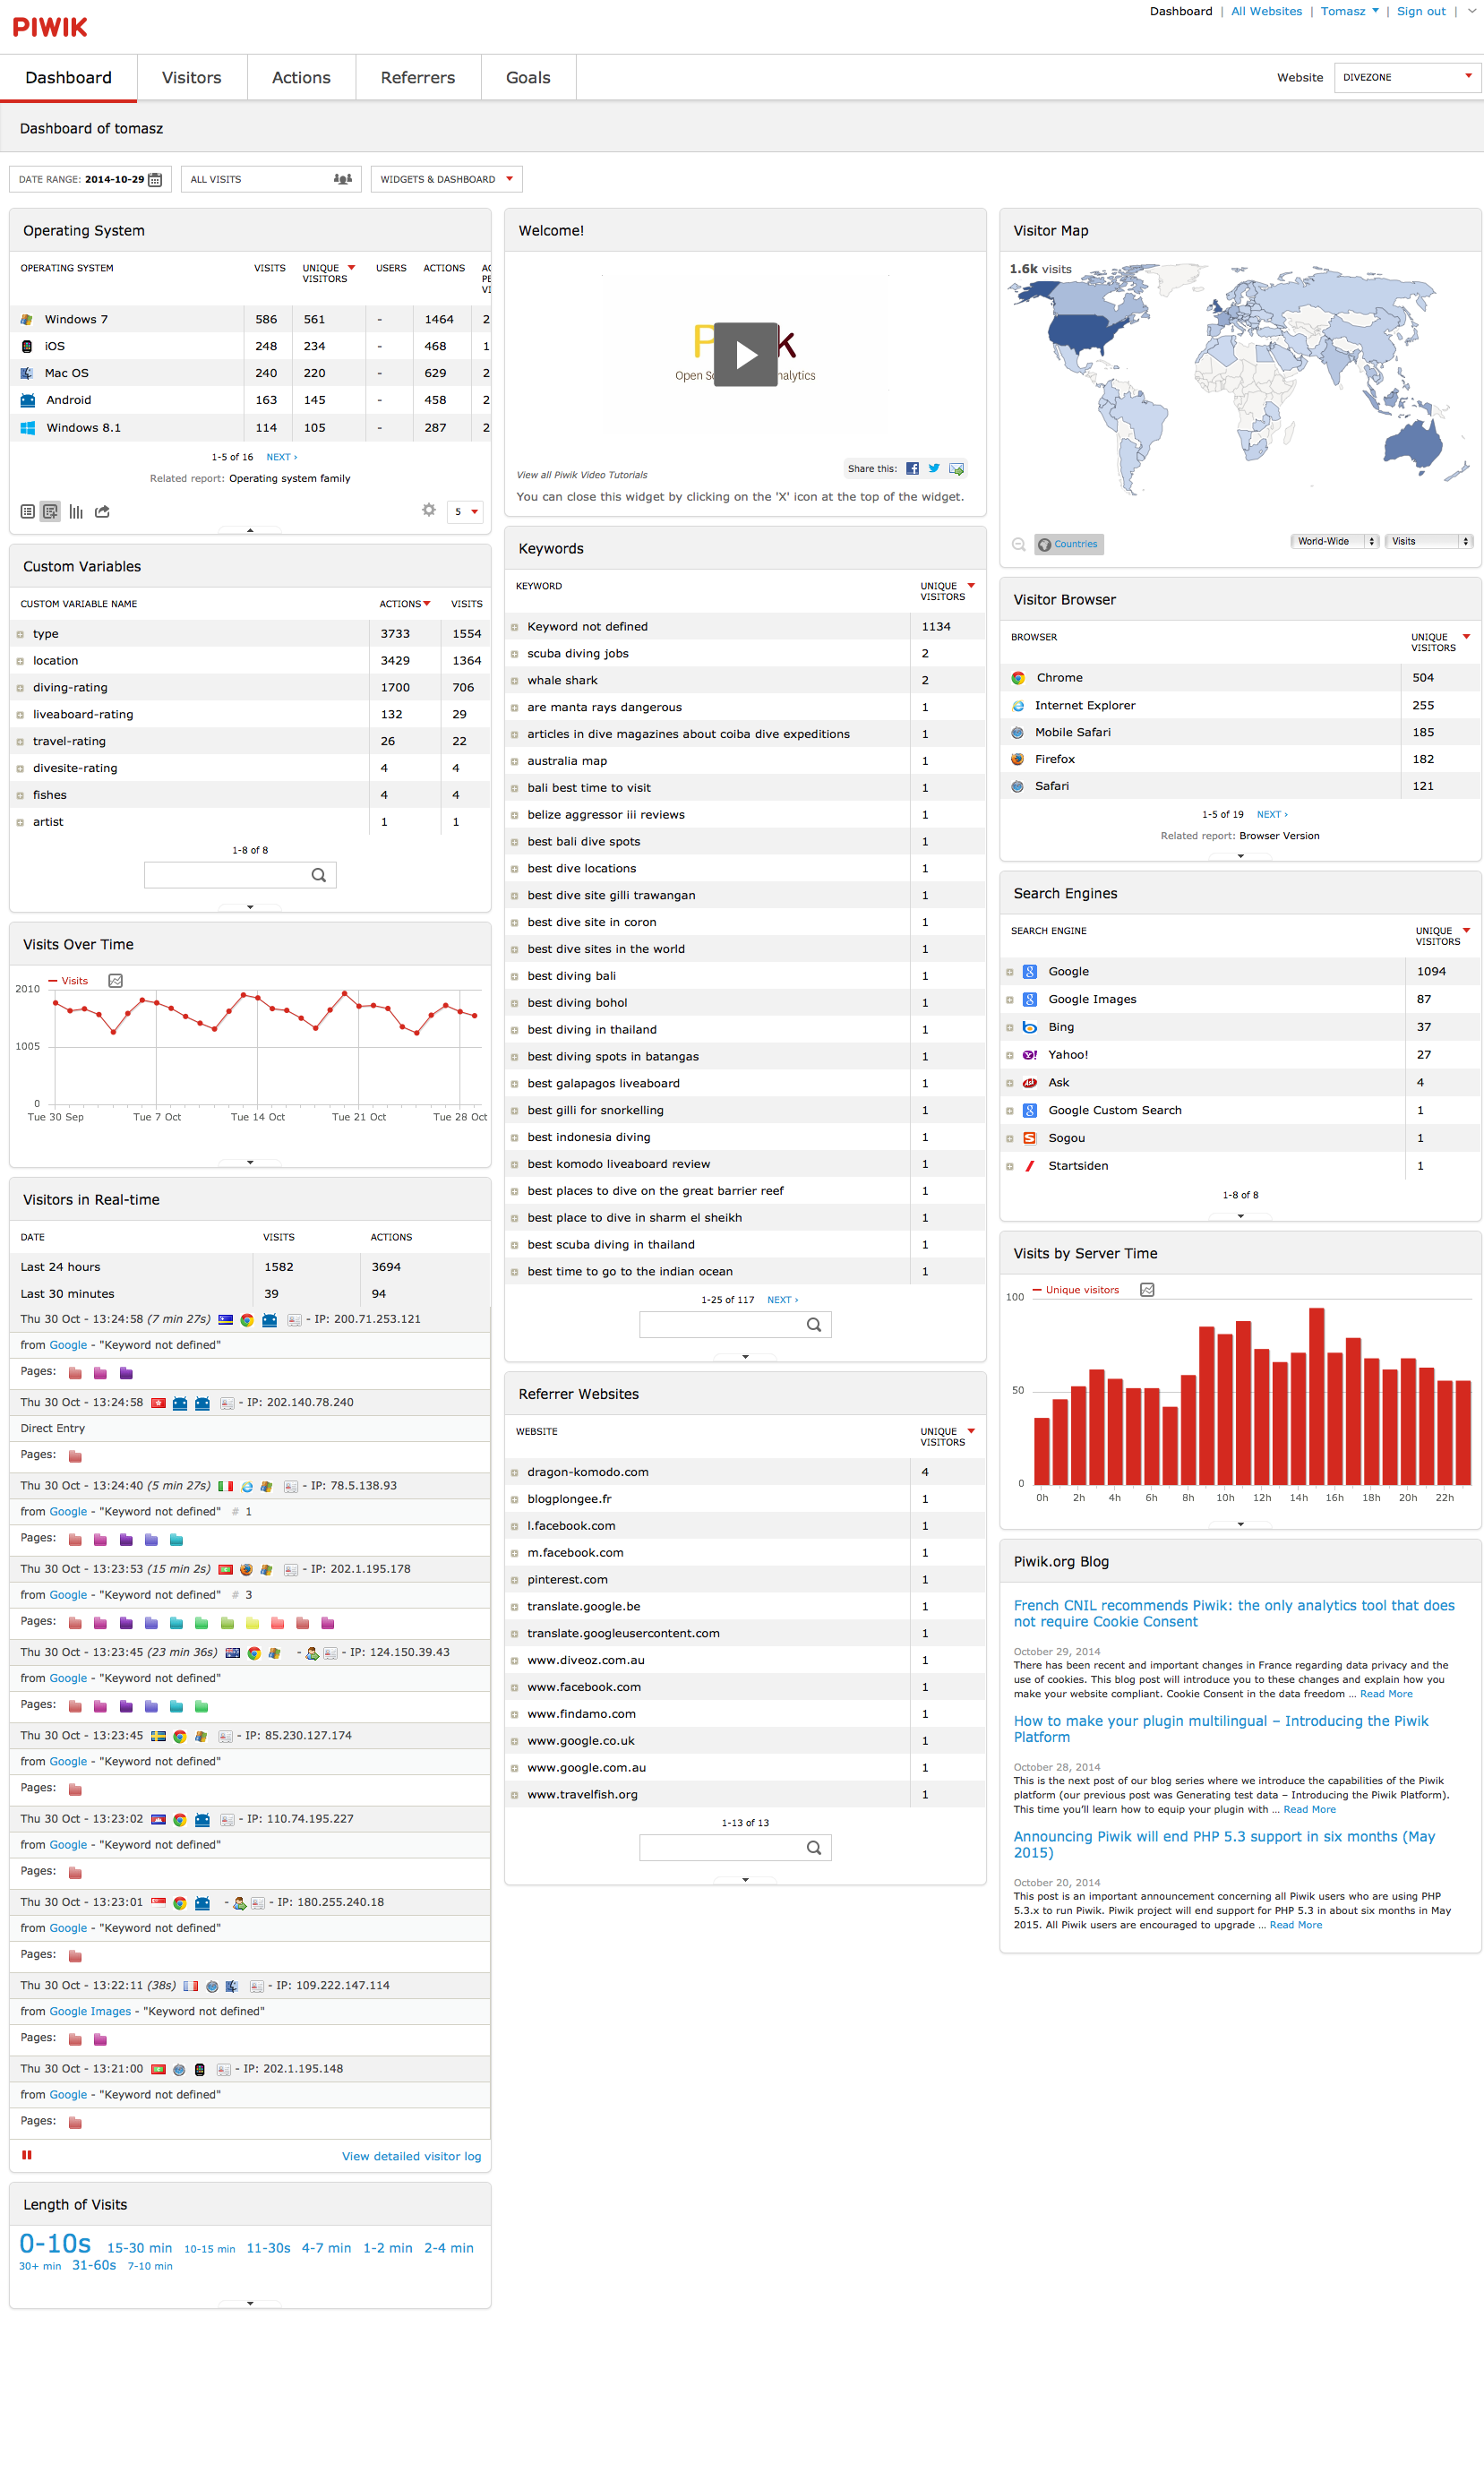 PIWIK
Dashboard | All Websites | Tomasz | Sign out |
Dashboard Visitors Actions Referrers Goals
Website DIVEZONE
Dashboard of tomasz
DATE RANGE: 2014-10-29
ALL VISITS
WIDGETS & DASHBOARD
Operating System
OPERATING SYSTEM VISITS UNIQUE VISITORS USERS ACTIONS
Windows 7 586 561 - 1464 2
iOS 248 234 - 468 1
Mac OS 240 220 - 629 2
Android 163 145 - 458 2
Windows 8.1 114 105 - 287 2
1-5 of 16 NEXT ›
Related report: Operating system family
5
Custom Variables
CUSTOM VARIABLE NAME ACTIONS VISITS
type 3733 1554
location 3429 1364
diving-rating 1700 706
liveaboard-rating 132 29
travel-rating 26 22
divesite-rating 4 4
fishes 4 4
artist 1 1
1-8 of 8
Visits Over Time
Visits
2010
1005
0
Tue 30 Sep Tue 7 Oct Tue 14 Oct Tue 21 Oct Tue 28 Oct
Visitors in Real-time
DATE VISITS ACTIONS
Last 24 hours 1582 3694
Last 30 minutes 39 94
Thu 30 Oct - 13:24:58 (7 min 27s) - IP: 200.71.253.121
from Google - "Keyword not defined"
Pages:
Thu 30 Oct - 13:24:58 - IP: 202.140.78.240
Direct Entry
Pages:
Thu 30 Oct - 13:24:40 (5 min 27s) - IP: 78.5.138.93
from Google - "Keyword not defined" # 1
Pages:
Thu 30 Oct - 13:23:53 (15 min 2s) - IP: 202.1.195.178
from Google - "Keyword not defined" # 3
Pages:
Thu 30 Oct - 13:23:45 (23 min 36s) - - IP: 124.150.39.43
from Google - "Keyword not defined"
Pages:
Thu 30 Oct - 13:23:45 - IP: 85.230.127.174
from Google - "Keyword not defined"
Pages:
Thu 30 Oct - 13:23:02 - IP: 110.74.195.227
from Google - "Keyword not defined"
Pages:
Thu 30 Oct - 13:23:01 - - IP: 180.255.240.18
from Google - "Keyword not defined"
Pages:
Thu 30 Oct - 13:22:11 (38s) - IP: 109.222.147.114
from Google Images - "Keyword not defined"
Pages:
Thu 30 Oct - 13:21:00 - IP: 202.1.195.148
from Google - "Keyword not defined"
Pages:
View detailed visitor log
Length of Visits
0-10s 15-30 min 10-15 min 11-30s 4-7 min 1-2 min 2-4 min
30+ min 31-60s 7-10 min
Welcome!
View all Piwik Video Tutorials
Share this:
You can close this widget by clicking on the 'X' icon at the top of the widget.
Keywords
KEYWORD UNIQUE VISITORS
Keyword not defined 1134
scuba diving jobs 2
whale shark 2
are manta rays dangerous 1
articles in dive magazines about coiba dive expeditions 1
australia map 1
bali best time to visit 1
belize aggressor iii reviews 1
best bali dive spots 1
best dive locations 1
best dive site gilli trawangan 1
best dive site in coron 1
best dive sites in the world 1
best diving bali 1
best diving bohol 1
best diving in thailand 1
best diving spots in batangas 1
best galapagos liveaboard 1
best gilli for snorkelling 1
best indonesia diving 1
best komodo liveaboard review 1
best places to dive on the great barrier reef 1
best place to dive in sharm el sheikh 1
best scuba diving in thailand 1
best time to go to the indian ocean 1
1-25 of 117 NEXT ›
Referrer Websites
WEBSITE UNIQUE VISITORS
dragon-komodo.com 4
blogplongee.fr 1
l.facebook.com 1
m.facebook.com 1
pinterest.com 1
translate.google.be 1
translate.googleusercontent.com 1
www.diveoz.com.au 1
www.facebook.com 1
www.findamo.com 1
www.google.co.uk 1
www.google.com.au 1
www.travelfish.org 1
1-13 of 13
Visitor Map
1.6k visits
Countries
World-Wide Visits
Visitor Browser
BROWSER UNIQUE VISITORS
Chrome 504
Internet Explorer 255
Mobile Safari 185
Firefox 182
Safari 121
1-5 of 19 NEXT ›
Related report: Browser Version
Search Engines
SEARCH ENGINE UNIQUE VISITORS
Google 1094
Google Images 87
Bing 37
Yahoo! 27
Ask 4
Google Custom Search 1
Sogou 1
Startsiden 1
1-8 of 8
Visits by Server Time
Unique visitors
100
50
0
0h 2h 4h 6h 8h 10h 12h 14h 16h 18h 20h 22h
Piwik.org Blog
French CNIL recommends Piwik: the only analytics tool that does
not require Cookie Consent
October 29, 2014
There has been recent and important changes in France regarding data privacy and the
use of cookies. This blog post will introduce you to these changes and explain how you
make your website compliant. Cookie Consent in the data freedom ... Read More
How to make your plugin multilingual – Introducing the Piwik
Platform
October 28, 2014
This is the next post of our blog series where we introduce the capabilities of the Piwik
platform (our previous post was Generating test data – Introducing the Piwik Platform).
This time you'll learn how to equip your plugin with ... Read More
Announcing Piwik will end PHP 5.3 support in six months (May
2015)
October 20, 2014
This post is an important announcement concerning all Piwik users who are using PHP
5.3.x to run Piwik. Piwik project will end support for PHP 5.3 in about six months in May
2015. All Piwik users are encouraged to upgrade ... Read More